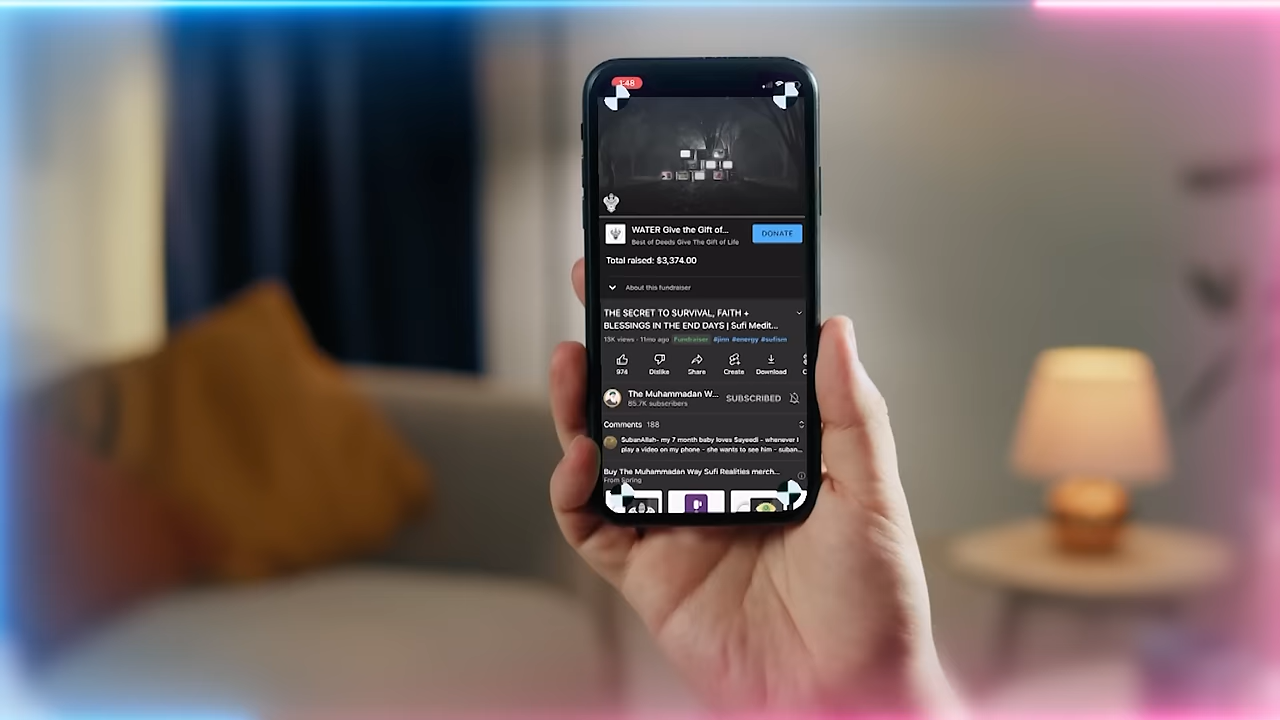 1:48
WATER Give the Gift of...
Best of Deeds Give The Gift of Life
DONATE
Total raised: $3,374.00
About this fundraiser
THE SECRET TO SURVIVAL, FAITH +
BLESSINGS IN THE END DAYS | Sufi Medit...
13K views · 11mo ago Fundraiser #jinn #energy #sufism
974 Dislike Share Create Download
The Muhammadan W... SUBSCRIBED
85.7K subscribers
Comments 188
SubanAllah- my 7 month baby loves Sayeedi - whenever I
play a video on my phone - she wants to see him - suban...
Buy The Muhammadan Way Sufi Realities merch...
From Spring